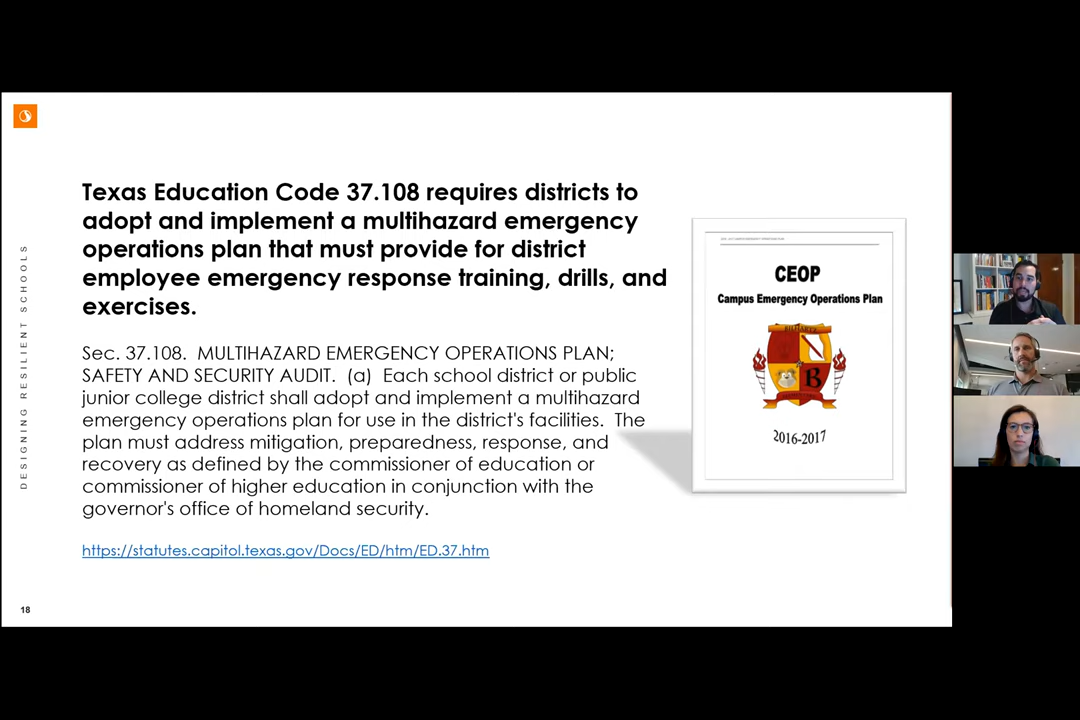 Texas Education Code 37.108 requires districts to
adopt and implement a multihazard emergency
operations plan that must provide for district
employee emergency response training, drills, and
exercises.
Sec. 37.108. MULTIHAZARD EMERGENCY OPERATIONS PLAN;
SAFETY AND SECURITY AUDIT. (a) Each school district or public
junior college district shall adopt and implement a multihazard
emergency operations plan for use in the district's facilities. The
plan must address mitigation, preparedness, response, and
recovery as defined by the commissioner of education or
commissioner of higher education in conjunction with the
governor's office of homeland security.
https://statutes.capitol.texas.gov/Docs/ED/htm/ED.37.htm
CEOP
Campus Emergency Operations Plan
B
2016-2017
DESIGNING RESILIENT SCHOOLS
18